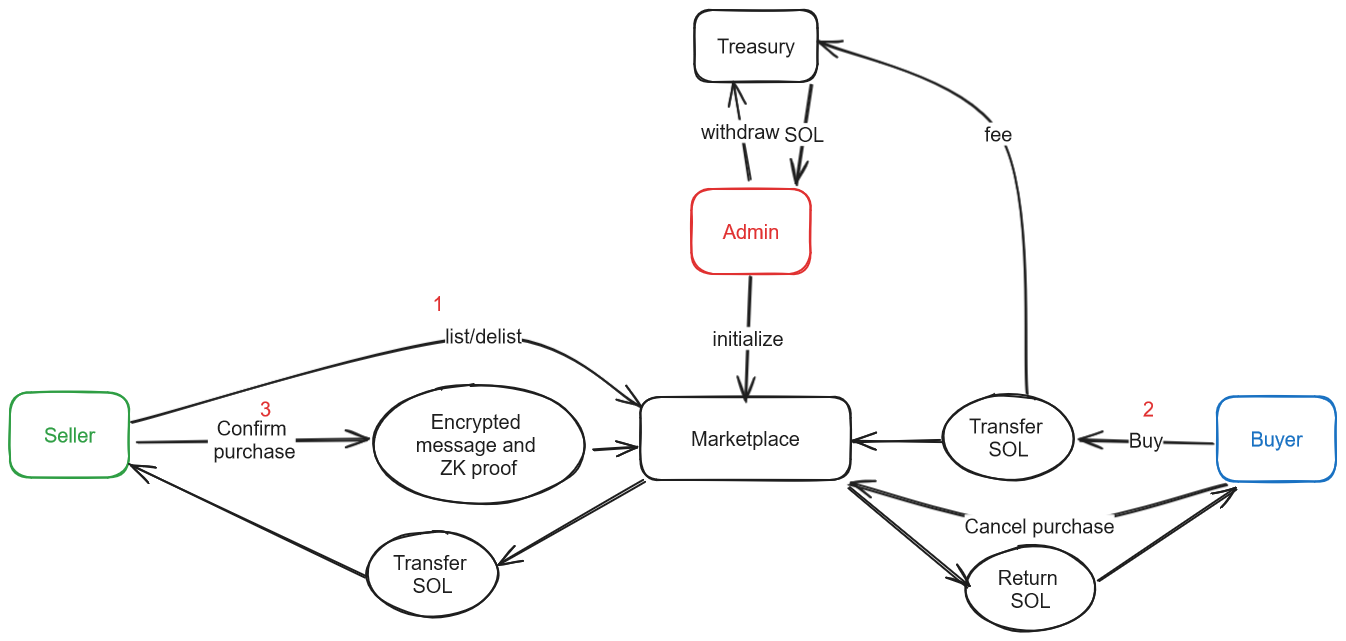 Treasury
withdraw
SOL
fee
Admin
1
initialize
list/delist
3
Confirm
purchase
Encrypted
message and
ZK proof
Seller
Marketplace
Transfer
SOL
2
Buy
Buyer
Cancel purchase
Transfer
SOL
Return
SOL